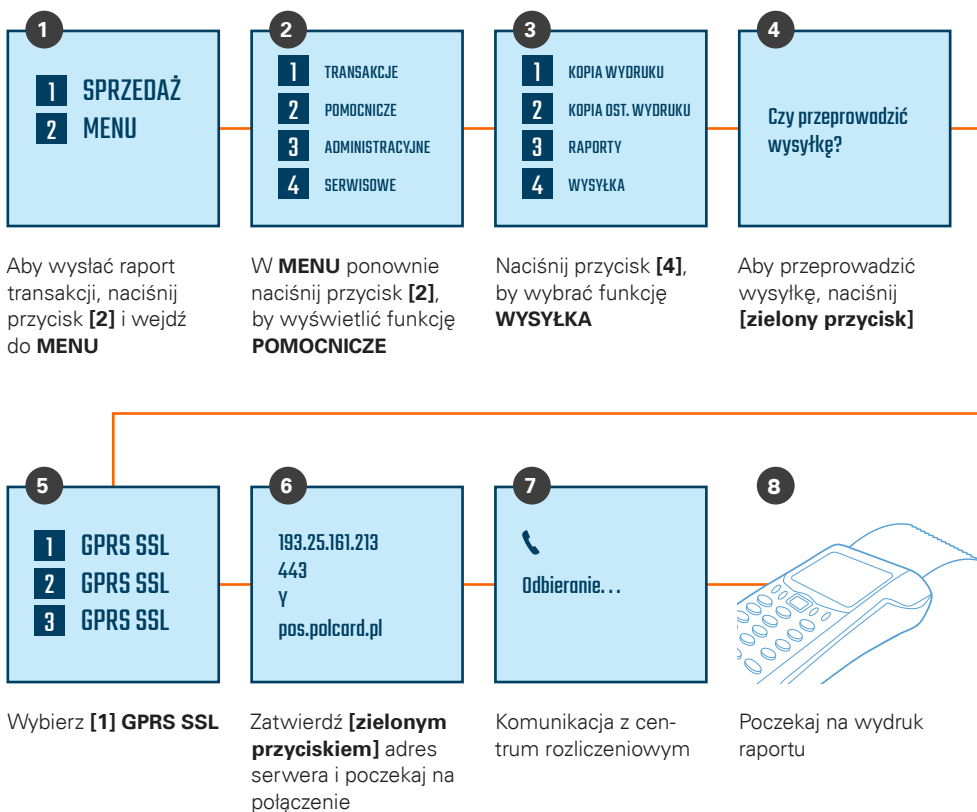 1
1 SPRZEDAŻ
2 MENU
Aby wysłać raport
transakcji, naciśnij
przycisk [2] i wejdź
do MENU
2
1 TRANSAKCJE
2 POMOCNICZE
3 ADMINISTRACYJNE
4 SERWISOWE
W MENU ponownie
naciśnij przycisk [2],
by wyświetlić funkcję
POMOCNICZE
3
1 KOPIA WYDRUKU
2 KOPIA OST. WYDRUKU
3 RAPORTY
4 WYSYŁKA
Naciśnij przycisk [4],
by wybrać funkcję
WYSYŁKA
4
Czy przeprowadzić
wysyłkę?
Aby przeprowadzić
wysyłkę, naciśnij
[zielony przycisk]
5
1 GPRS SSL
2 GPRS SSL
3 GPRS SSL
Wybierz [1] GPRS SSL
6
193.25.161.213
443
Y
pos.polcard.pl
Zatwierdź [zielonym
przyciskiem] adres
serwera i poczekaj na
połączenie
7
Odbieranie...
Komunikacja z cen-
trum rozliczeniowym
8
Poczekaj na wydruk
raportu